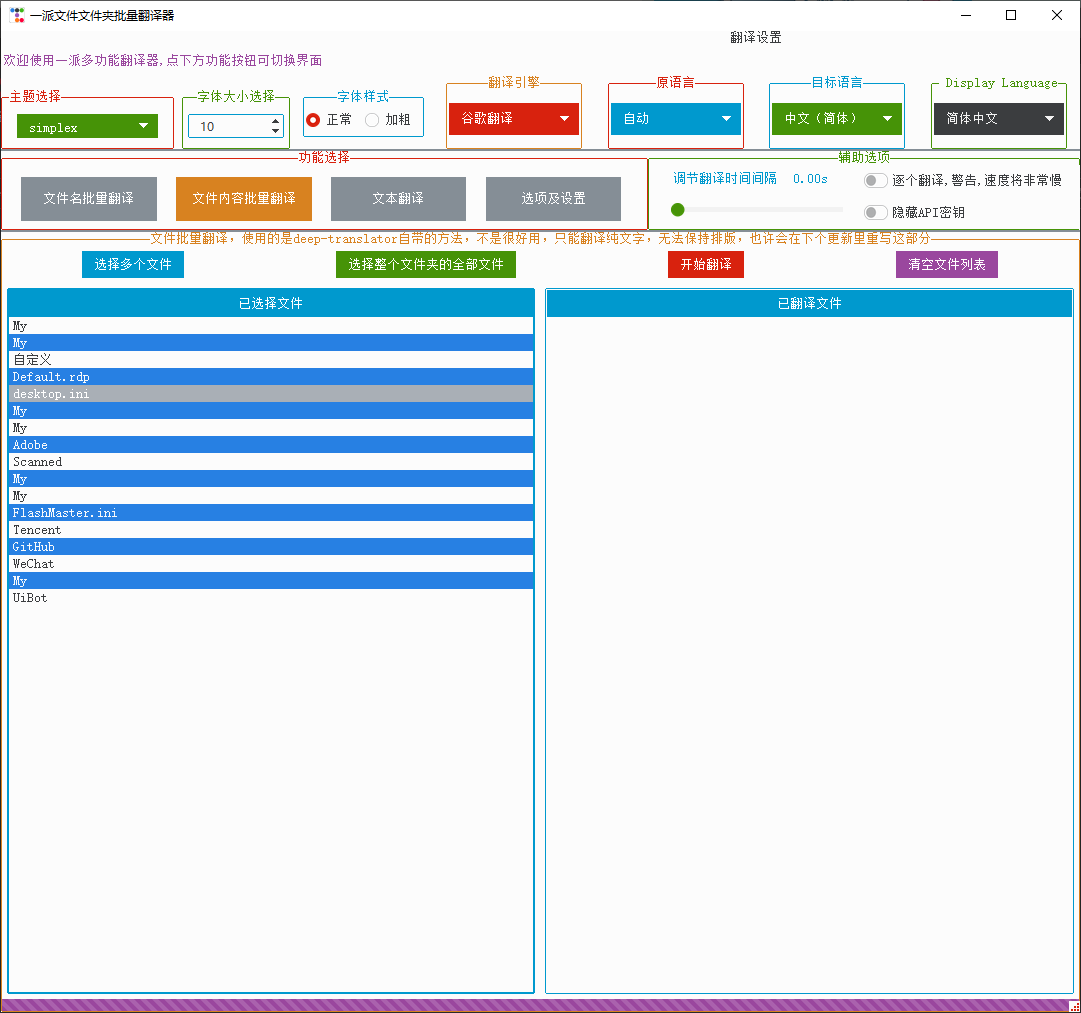 一派文件文件夹批量翻译器
翻译设置
欢迎使用一派多功能翻译器,点下方功能按钮可切换界面
主题选择
simplex
字体大小选择
10
字体样式
正常
加粗
翻译引擎
谷歌翻译
原语言
自动
目标语言
中文（简体）
Display Language
简体中文
功能选择
文件名批量翻译
文件内容批量翻译
文本翻译
选项及设置
辅助选项
调节翻译时间间隔 0.00s
逐个翻译,警告,速度将非常慢
隐藏API密钥
文件批量翻译，使用的是deep-translator自带的方法，不是很好用，只能翻译纯文字，无法保持排版，也许会在下个更新里重写这部分
选择多个文件
选择整个文件夹的全部文件
开始翻译
清空文件列表
已选择文件
My
My
自定义
Default.rdp
desktop.ini
My
My
Adobe
Scanned
My
My
FlashMaster.ini
Tencent
GitHub
WeChat
My
UiBot
已翻译文件